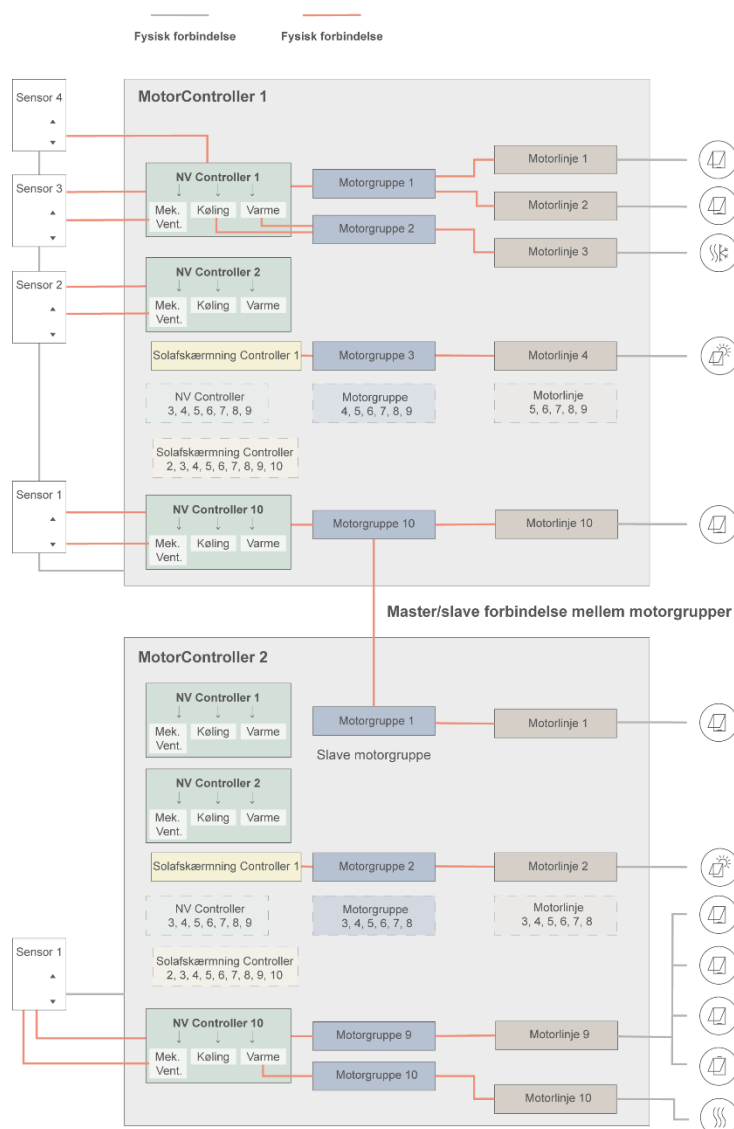 Fysisk forbindelse
Fysisk forbindelse
Sensor 4
MotorController 1
Motorlinje 1
NV Controller 1
Mek.
Vent.
Køling
Varme
Motorgruppe 1
Sensor 3
Motorlinje 2
Motorgruppe 2
Motorlinje 3
NV Controller 2
Mek.
Vent.
Køling
Varme
Sensor 2
Solafskærmning Controller 1
Motorgruppe 3
Motorlinje 4
NV Controller
3, 4, 5, 6, 7, 8, 9
Motorgruppe
4, 5, 6, 7, 8, 9
Motorlinje
5, 6, 7, 8, 9
Solafskærmning Controller
2, 3, 4, 5, 6, 7, 8, 9, 10
Sensor 1
NV Controller 10
Mek.
Vent.
Køling
Varme
Motorgruppe 10
Motorlinje 10
Master/slave forbindelse mellem motorgrupper
MotorController 2
NV Controller 1
Mek.
Vent.
Køling
Varme
Motorgruppe 1
Motorlinje 1
Slave motorgruppe
NV Controller 2
Mek.
Vent.
Køling
Varme
Solafskærmning Controller 1
Motorgruppe 2
Motorlinje 2
NV Controller
3, 4, 5, 6, 7, 8, 9
Motorgruppe
3, 4, 5, 6, 7, 8
Motorlinje
3, 4, 5, 6, 7, 8
Solafskærmning Controller
2, 3, 4, 5, 6, 7, 8, 9, 10
Sensor 1
NV Controller 10
Mek.
Vent.
Køling
Varme
Motorgruppe 9
Motorlinje 9
Motorgruppe 10
Motorlinje 10